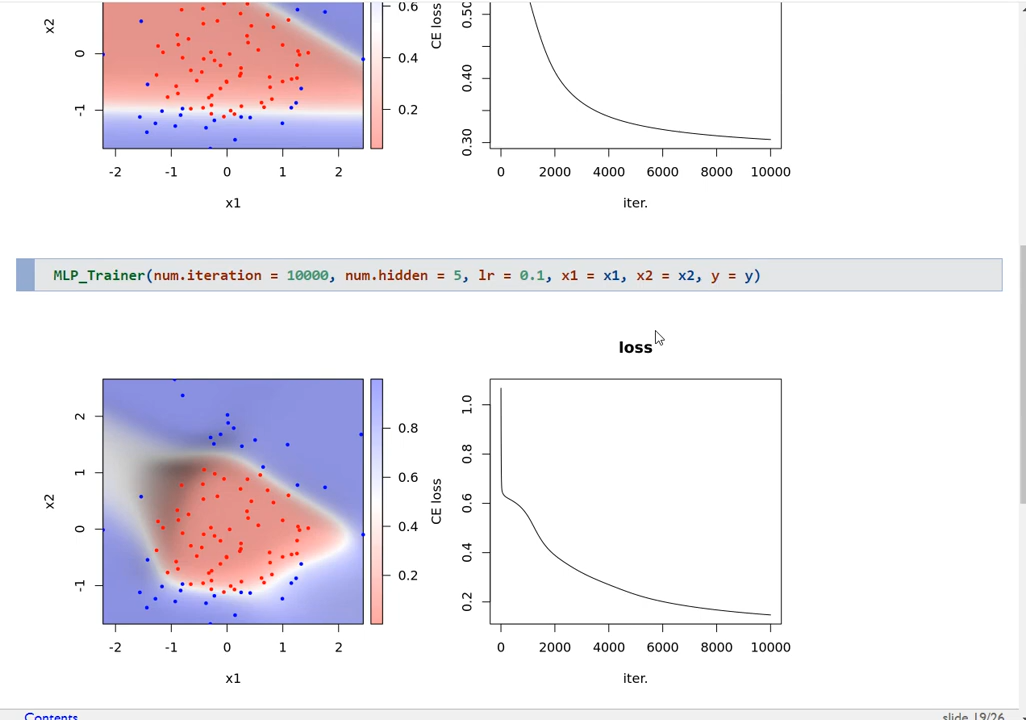 x2
0
-1
-2 -1 0 1 2
x1
0.6
0.4
0.2
CE loss
0.50
0.40
0.30
0 2000 4000 6000 8000 10000
iter.
MLP_Trainer(num.iteration = 10000, num.hidden = 5, lr = 0.1, x1 = x1, x2 = x2, y = y)
loss
x2
2
1
0
-1
-2 -1 0 1 2
x1
0.8
0.6
0.4
0.2
CE loss
1.0
0.8
0.6
0.4
0.2
0 2000 4000 6000 8000 10000
iter.
Contents
slide 19/26